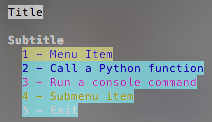 Title
Subtitle
1 - Menu Item
2 - Call a Python function
3 - Run a console command
4 - Submenu item
5 - Exit